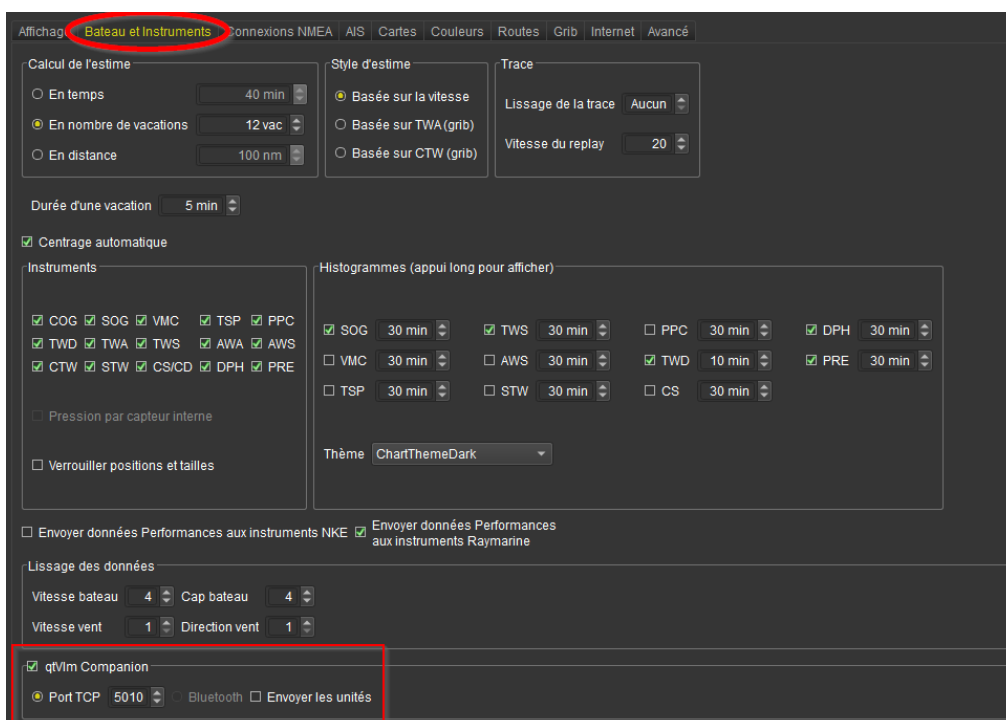 Affichage Bateau et Instruments Connexions NMEA AIS Cartes Couleurs Routes Grib Internet Avancé
Calcul de l'estime Style d'estime Trace
En temps 40 min Basée sur la vitesse Lissage de la trace Aucun
En nombre de vacations 12 vac Basée sur TWA (grib)
Vitesse du replay 20
En distance 100 nm Basée sur CTW (grib)
Durée d'une vacation 5 min
Centrage automatique
Instruments Histogrammes (appui long pour afficher)
COG SOG VMC TSP PPC SOG 30 min TWS 30 min PPC 30 min DPH 30 min
TWD TWA TWS AWA AWS VMC 30 min AWS 30 min TWD 10 min PRE 30 min
CTW STW CS/CD DPH PRE TSP 30 min STW 30 min CS 30 min
Pression par capteur interne
Thème ChartThemeDark
Verrouiller positions et tailles
Envoyer données Performances aux instruments NKE Envoyer données Performances
aux instruments Raymarine
Lissage des données
Vitesse bateau 4 Cap bateau 4
Vitesse vent 1 Direction vent 1
qtVlm Companion
Port TCP 5010 Bluetooth Envoyer les unités